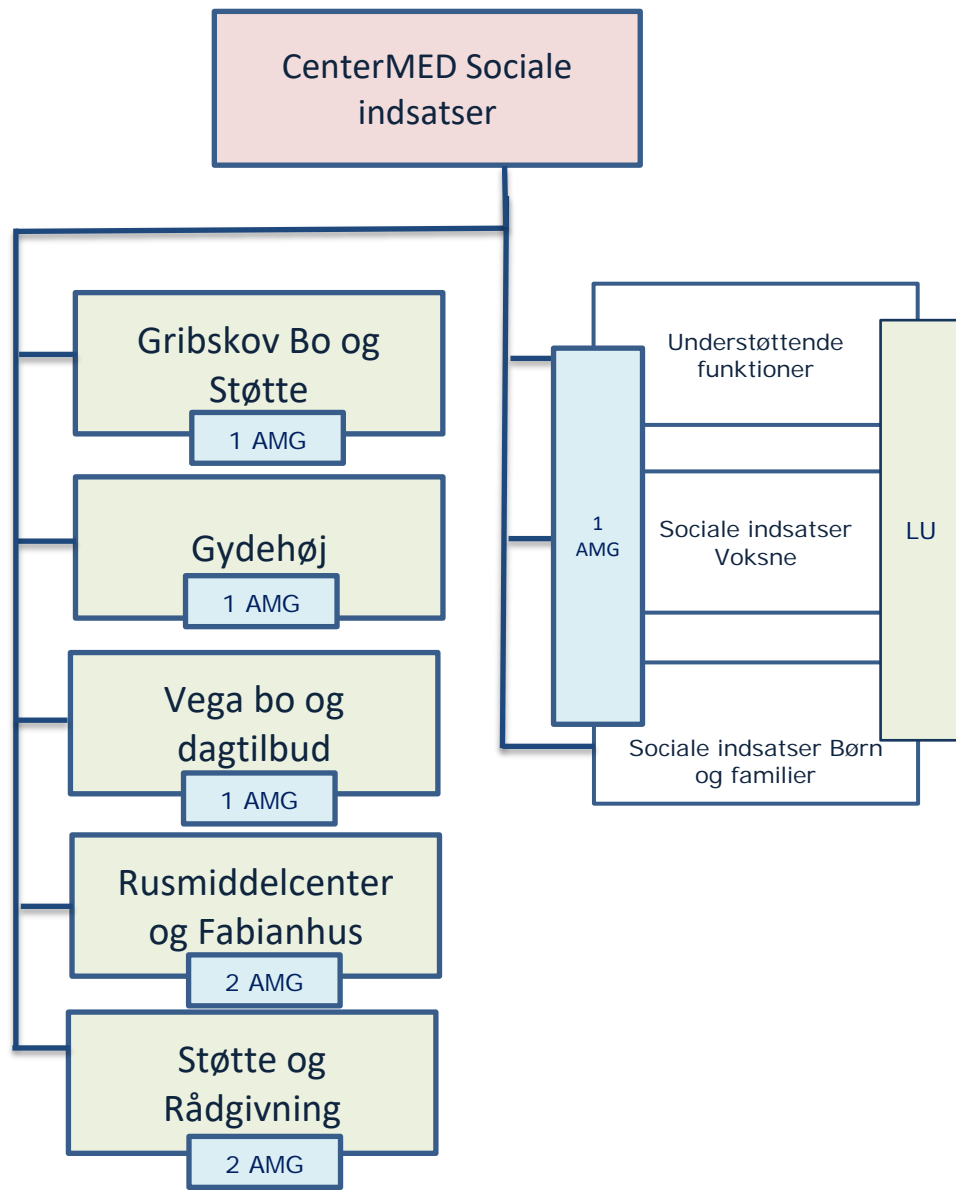 CenterMED Sociale
indsatser
Gribskov Bo og
Støtte
1 AMG
Gydehøj
1 AMG
Vega bo og
dagtilbud
1 AMG
Rusmiddelcenter
og Fabianhus
2 AMG
Støtte og
Rådgivning
2 AMG
Understøttende
funktioner
1
AMG
Sociale indsatser
Voksne
LU
Sociale indsatser Børn
og familier